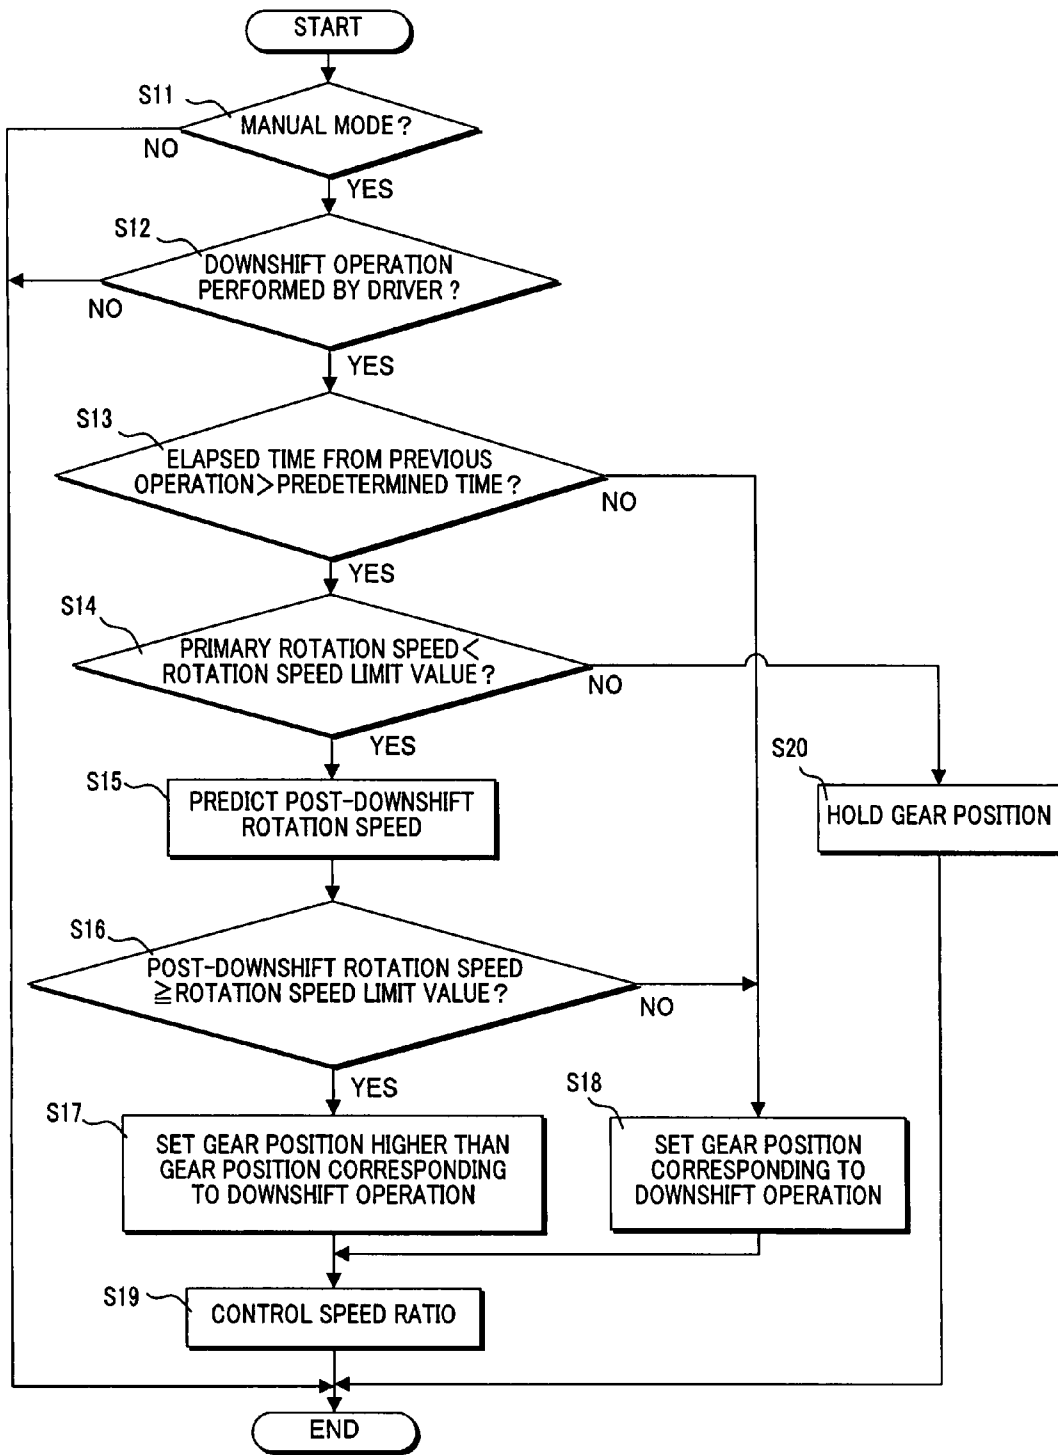 START
S11
MANUAL MODE?
NO
YES
S12
DOWNSHIFT OPERATION
PERFORMED BY DRIVER?
NO
YES
S13
ELAPSED TIME FROM PREVIOUS
OPERATION>PREDETERMINED TIME?
NO
YES
S14
PRIMARY ROTATION SPEED<
ROTATION SPEED LIMIT VALUE?
NO
YES
S15
PREDICT POST-DOWNSHIFT
ROTATION SPEED
S20
HOLD GEAR POSITION
S16
POST-DOWNSHIFT ROTATION SPEED
≧ROTATION SPEED LIMIT VALUE?
NO
YES
S17
SET GEAR POSITION HIGHER THAN
GEAR POSITION CORRESPONDING
TO DOWNSHIFT OPERATION
S18
SET GEAR POSITION
CORRESPONDING TO
DOWNSHIFT OPERATION
S19
CONTROL SPEED RATIO
END